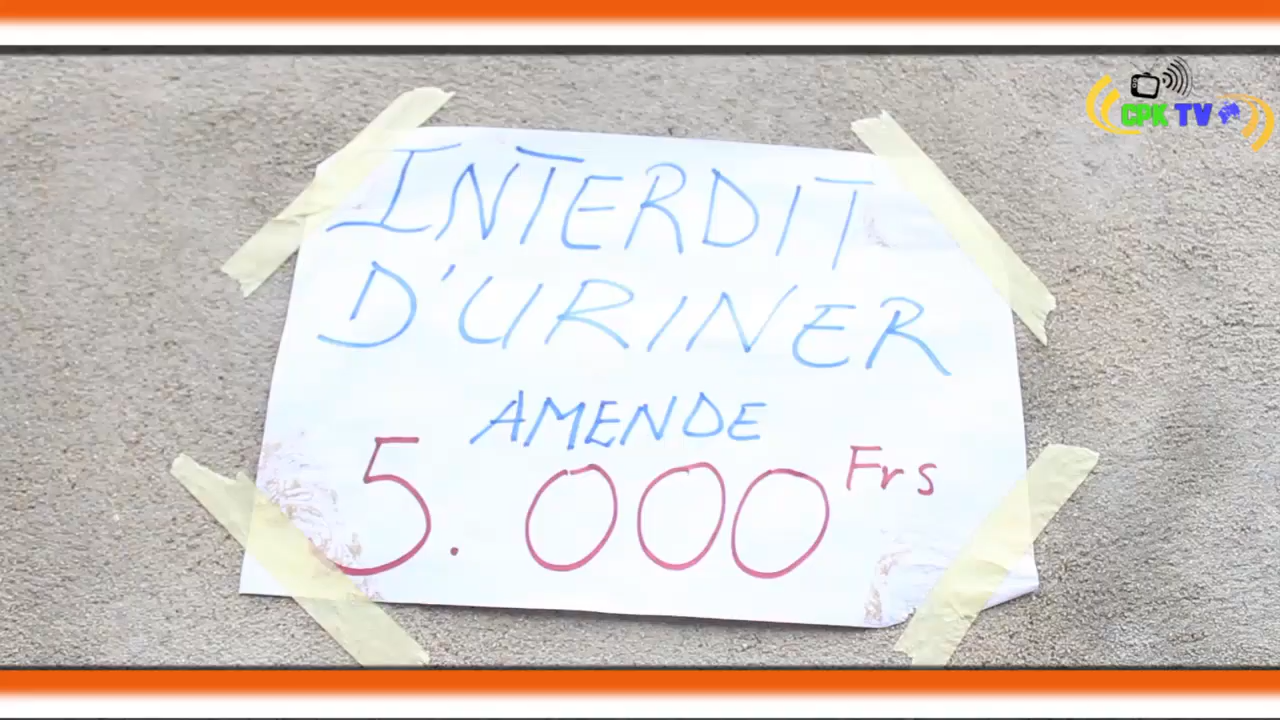 CPK TV
INTERDIT
D'URINER
AMENDE
5.000 Frs